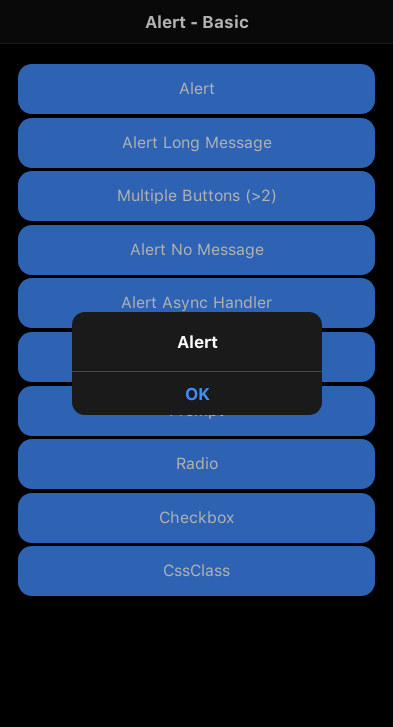 Alert - Basic
Alert
Alert Long Message
Multiple Buttons (>2)
Alert No Message
Alert Async Handler
Alert
OK
Radio
Checkbox
CssClass